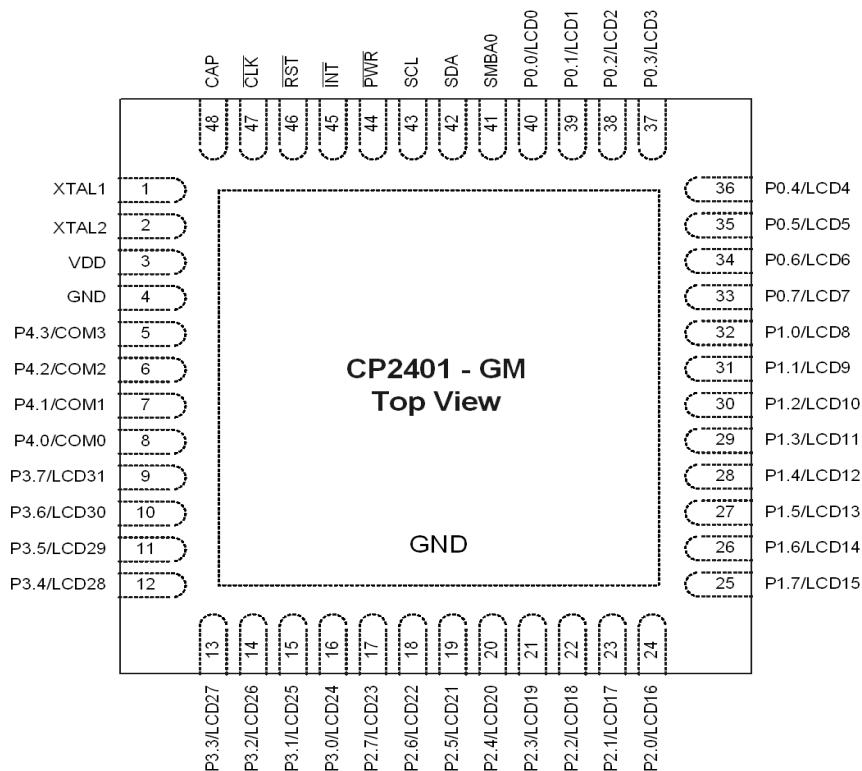 CAP
C̅L̅K̅
R̅S̅T̅
I̅N̅T̅
P̅W̅R̅
SCL
SDA
SMBA0
P0.0/LCD0
P0.1/LCD1
P0.2/LCD2
P0.3/LCD3
48
47
46
45
44
43
42
41
40
39
38
37
XTAL1 1
XTAL2 2
VDD 3
GND 4
P4.3/COM3 5
P4.2/COM2 6
P4.1/COM1 7
P4.0/COM0 8
P3.7/LCD31 9
P3.6/LCD30 10
P3.5/LCD29 11
P3.4/LCD28 12
CP2401 - GM
Top View
GND
36 P0.4/LCD4
35 P0.5/LCD5
34 P0.6/LCD6
33 P0.7/LCD7
32 P1.0/LCD8
31 P1.1/LCD9
30 P1.2/LCD10
29 P1.3/LCD11
28 P1.4/LCD12
27 P1.5/LCD13
26 P1.6/LCD14
25 P1.7/LCD15
13
14
15
16
17
18
19
20
21
22
23
24
P3.3/LCD27
P3.2/LCD26
P3.1/LCD25
P3.0/LCD24
P2.7/LCD23
P2.6/LCD22
P2.5/LCD21
P2.4/LCD20
P2.3/LCD19
P2.2/LCD18
P2.1/LCD17
P2.0/LCD16